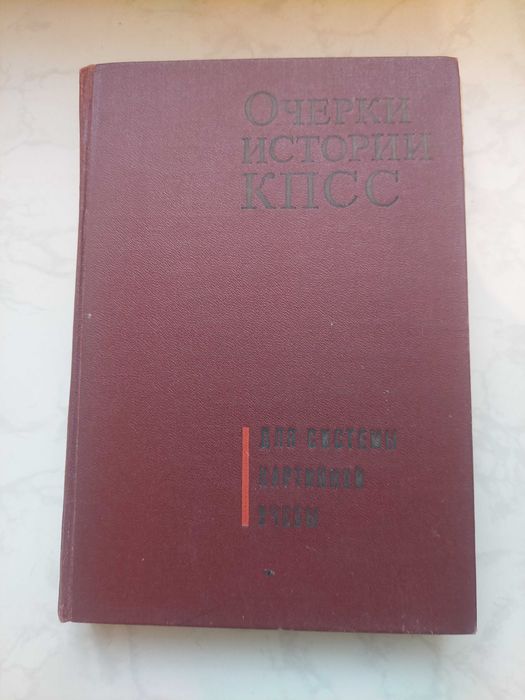 ОЧЕРКИ
ИСТОРИИ
КПСС
ДЛЯ СИСТЕМЫ
ПАРТИЙНОЙ
УЧЕБЫ